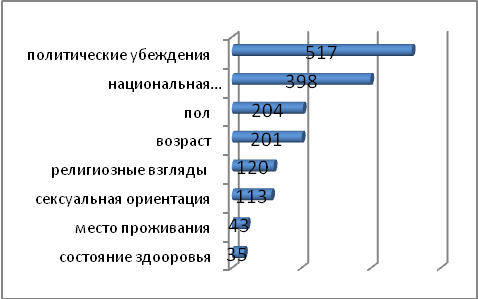 политические убеждения 517
национальная... 398
пол 204
возраст 201
религиозные взгляды 120
сексуальная ориентация 113
место проживания 43
состояние здооровья 35